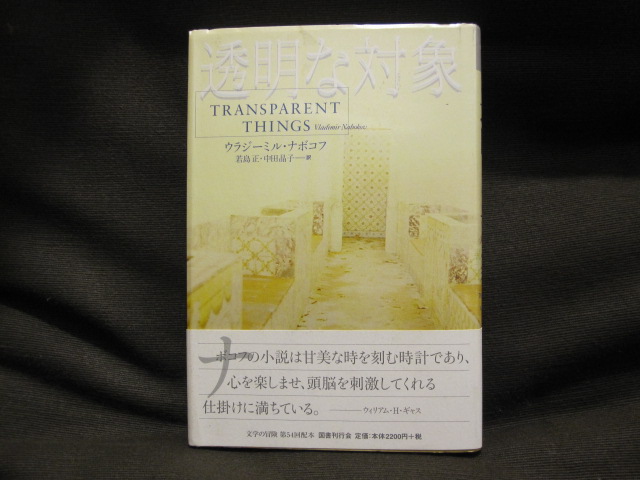 透明な対象
TRANSPARENT
THINGS Vladimir Nabokov
ウラジーミル・ナボコフ
若島 正・中田晶子──訳
ナボコフの小説は甘美な時を刻む時計であり、
心を楽しませ、頭脳を刺激してくれる
仕掛けに満ちている。 ──ウィリアム・H・ギャス
文学の冒険 第54回配本 国書刊行会 定価:本体2200円+税